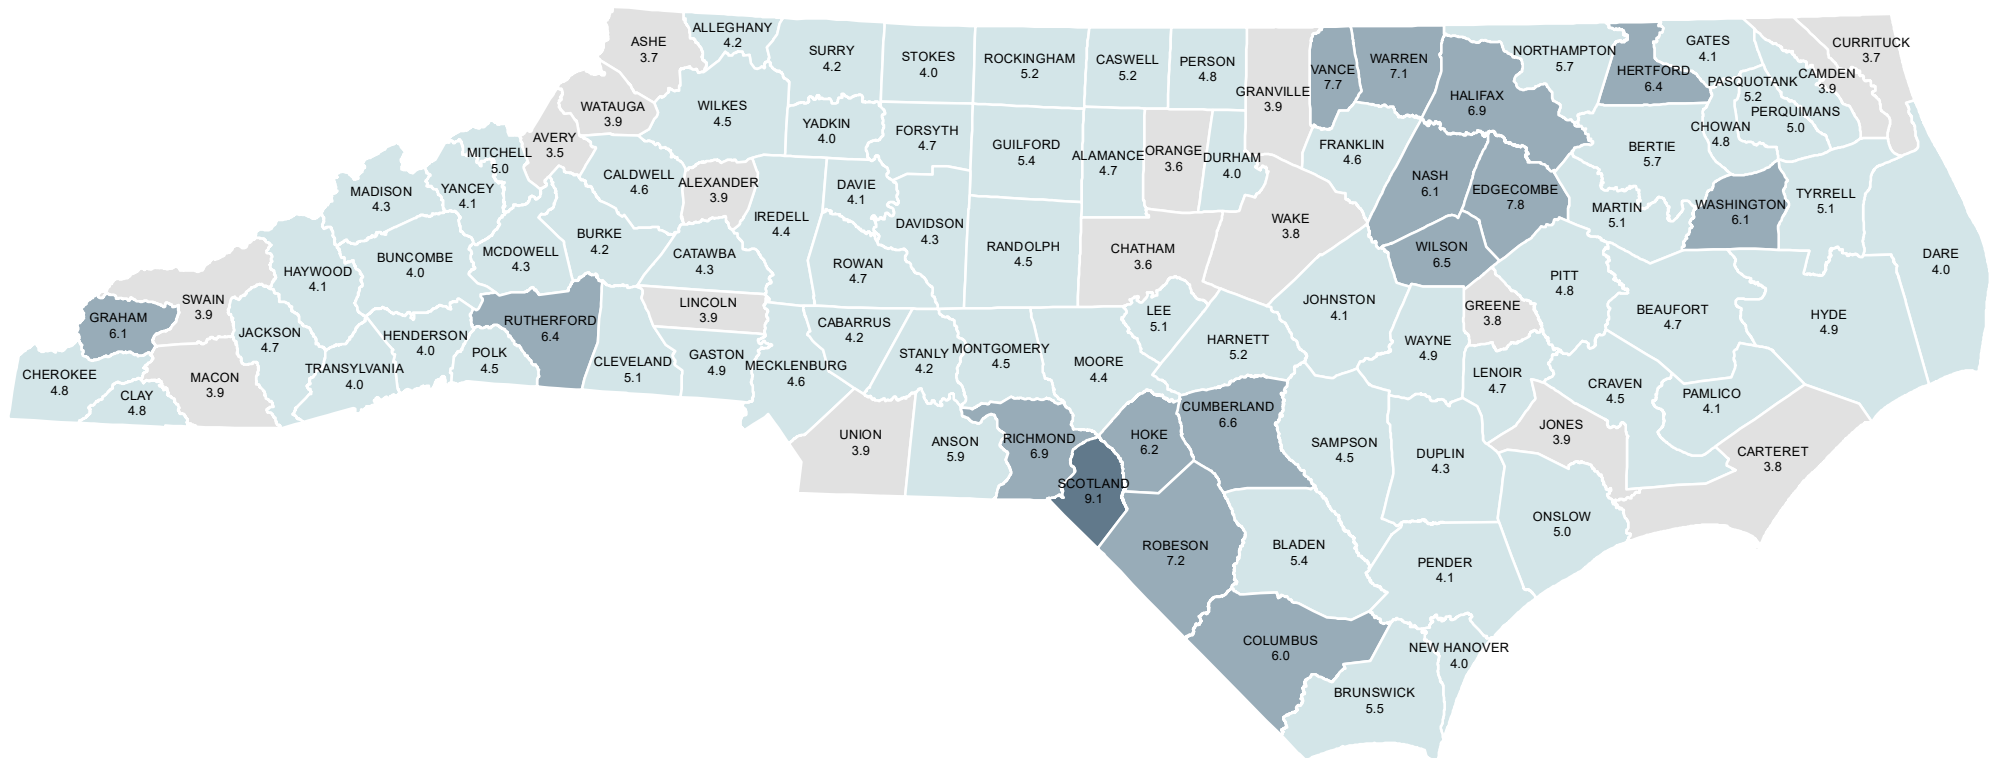 ALLEGHANY
4.2
ASHE
3.7
SURRY
4.2
STOKES
4.0
ROCKINGHAM
5.2
CASWELL
5.2
PERSON
4.8
GRANVILLE
3.9
VANCE
7.7
WARREN
7.1
HALIFAX
6.9
NORTHAMPTON
5.7
HERTFORD
6.4
GATES
4.1
PASQUOTANK
5.2
CAMDEN
3.9
CURRITUCK
3.7
PERQUIMANS
5.0
CHOWAN
4.8
WATAUGA
3.9
WILKES
4.5
YADKIN
4.0
FORSYTH
4.7
GUILFORD
5.4
ALAMANCE
4.7
ORANGE
3.6
DURHAM
4.0
FRANKLIN
4.6
BERTIE
5.7
AVERY
3.5
MITCHELL
5.0
YANCEY
4.1
MADISON
4.3
CALDWELL
4.6
ALEXANDER
3.9
IREDELL
4.4
DAVIE
4.1
DAVIDSON
4.3
NASH
6.1
EDGECOMBE
7.8
MARTIN
5.1
WASHINGTON
6.1
TYRRELL
5.1
DARE
4.0
WAKE
3.8
CHATHAM
3.6
RANDOLPH
4.5
WILSON
6.5
PITT
4.8
BURKE
4.2
MCDOWELL
4.3
BUNCOMBE
4.0
HAYWOOD
4.1
CATAWBA
4.3
ROWAN
4.7
SWAIN
3.9
GRAHAM
6.1
JACKSON
4.7
HENDERSON
4.0
POLK
4.5
RUTHERFORD
6.4
LINCOLN
3.9
CLEVELAND
5.1
GASTON
4.9
MECKLENBURG
4.6
CABARRUS
4.2
STANLY
4.2
MONTGOMERY
4.5
MOORE
4.4
LEE
5.1
HARNETT
5.2
JOHNSTON
4.1
WAYNE
4.9
GREENE
3.8
LENOIR
4.7
BEAUFORT
4.7
HYDE
4.9
CRAVEN
4.5
PAMLICO
4.1
CHEROKEE
4.8
CLAY
4.8
MACON
3.9
TRANSYLVANIA
4.0
UNION
3.9
ANSON
5.9
RICHMOND
6.9
SCOTLAND
9.1
HOKE
6.2
CUMBERLAND
6.6
SAMPSON
4.5
DUPLIN
4.3
JONES
3.9
CARTERET
3.8
ONSLOW
5.0
ROBESON
7.2
BLADEN
5.4
PENDER
4.1
COLUMBUS
6.0
NEW HANOVER
4.0
BRUNSWICK
5.5